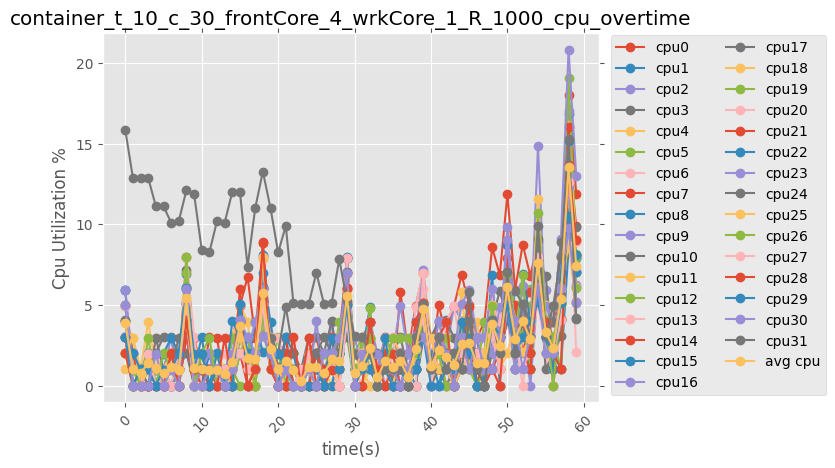 container_t_10_c_30_frontCore_4_wrkCore_1_R_1000_cpu_overtime
Cpu Utilization %
20
15
10
5
0
0
10
20
30
40
50
60
time(s)
cpu0
cpu1
cpu2
cpu3
cpu4
cpu5
cpu6
cpu7
cpu8
cpu9
cpu10
cpu11
cpu12
cpu13
cpu14
cpu15
cpu16
cpu17
cpu18
cpu19
cpu20
cpu21
cpu22
cpu23
cpu24
cpu25
cpu26
cpu27
cpu28
cpu29
cpu30
cpu31
avg cpu